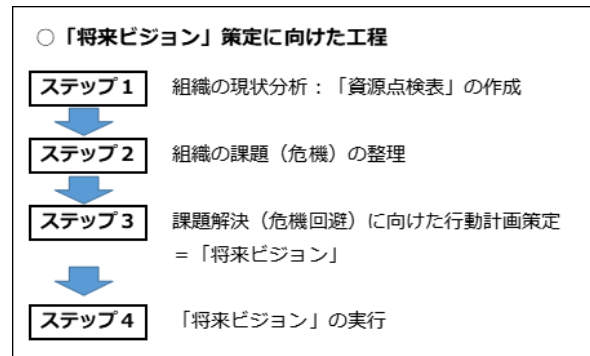 ○「将来ビジョン」策定に向けた工程
ステップ1 組織の現状分析：「資源点検表」の作成
ステップ2 組織の課題（危機）の整理
ステップ3 課題解決（危機回避）に向けた行動計画策定
＝「将来ビジョン」
ステップ4 「将来ビジョン」の実行